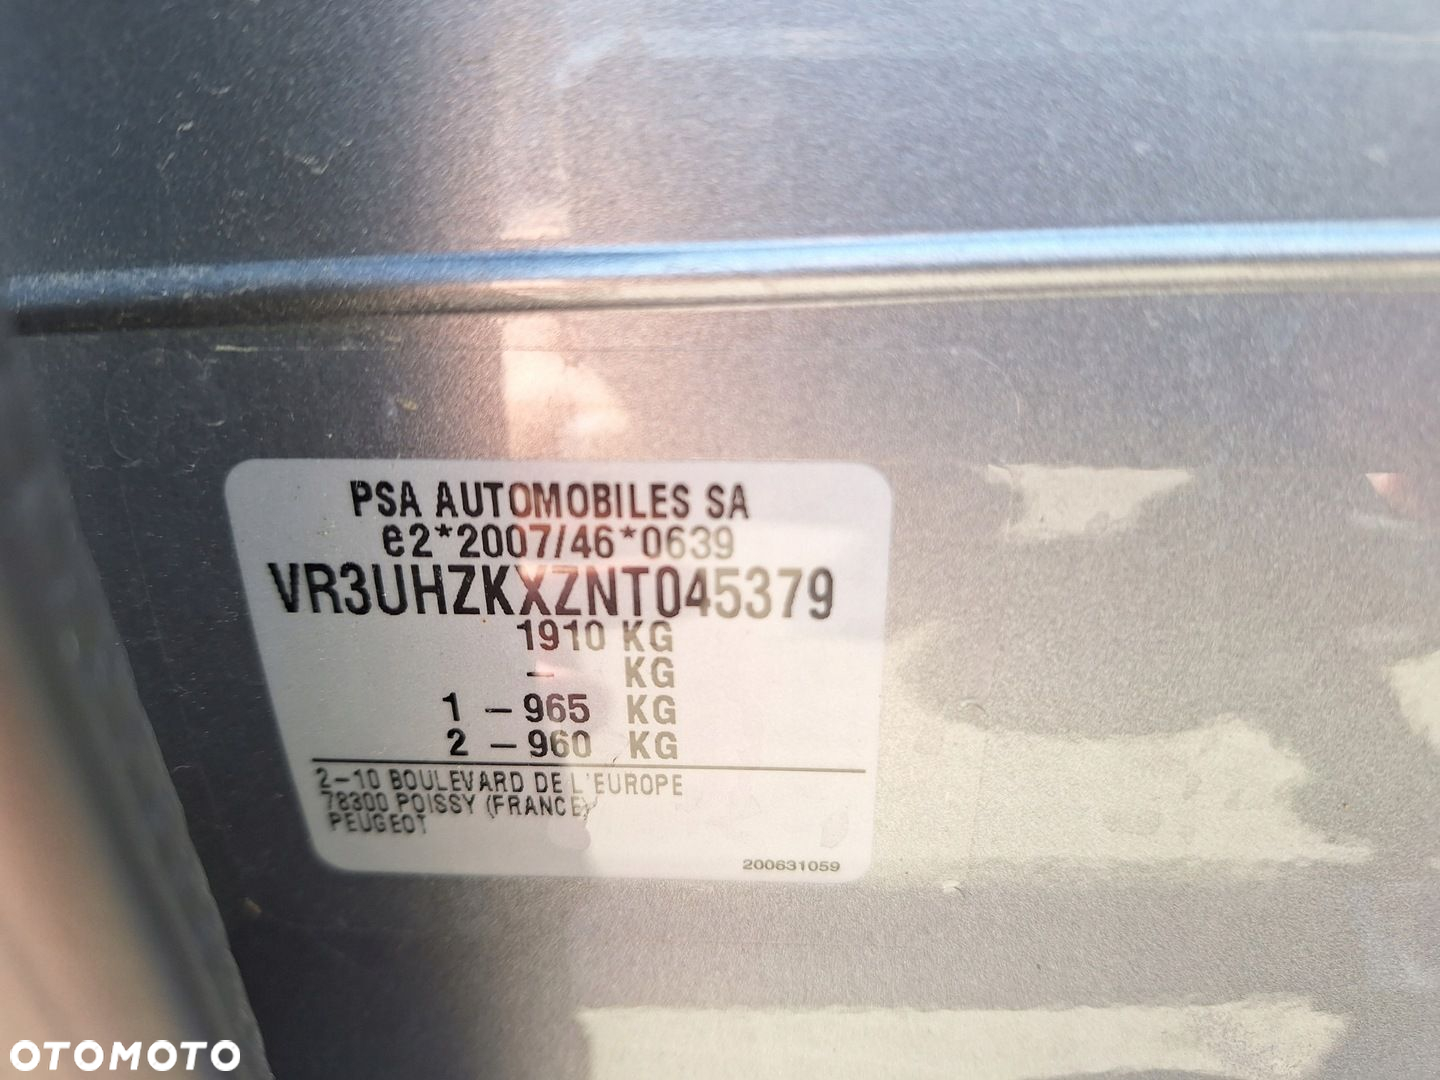 PSA AUTOMOBILES SA
e2*2007/46*0639
VR3UHZKXZNT045379
1910 KG
– KG
1 – 965 KG
2 – 960 KG
2-10 BOULEVARD DE L'EUROPE
78300 POISSY (FRANCE)
PEUGEOT
200631059
OTOMOTO